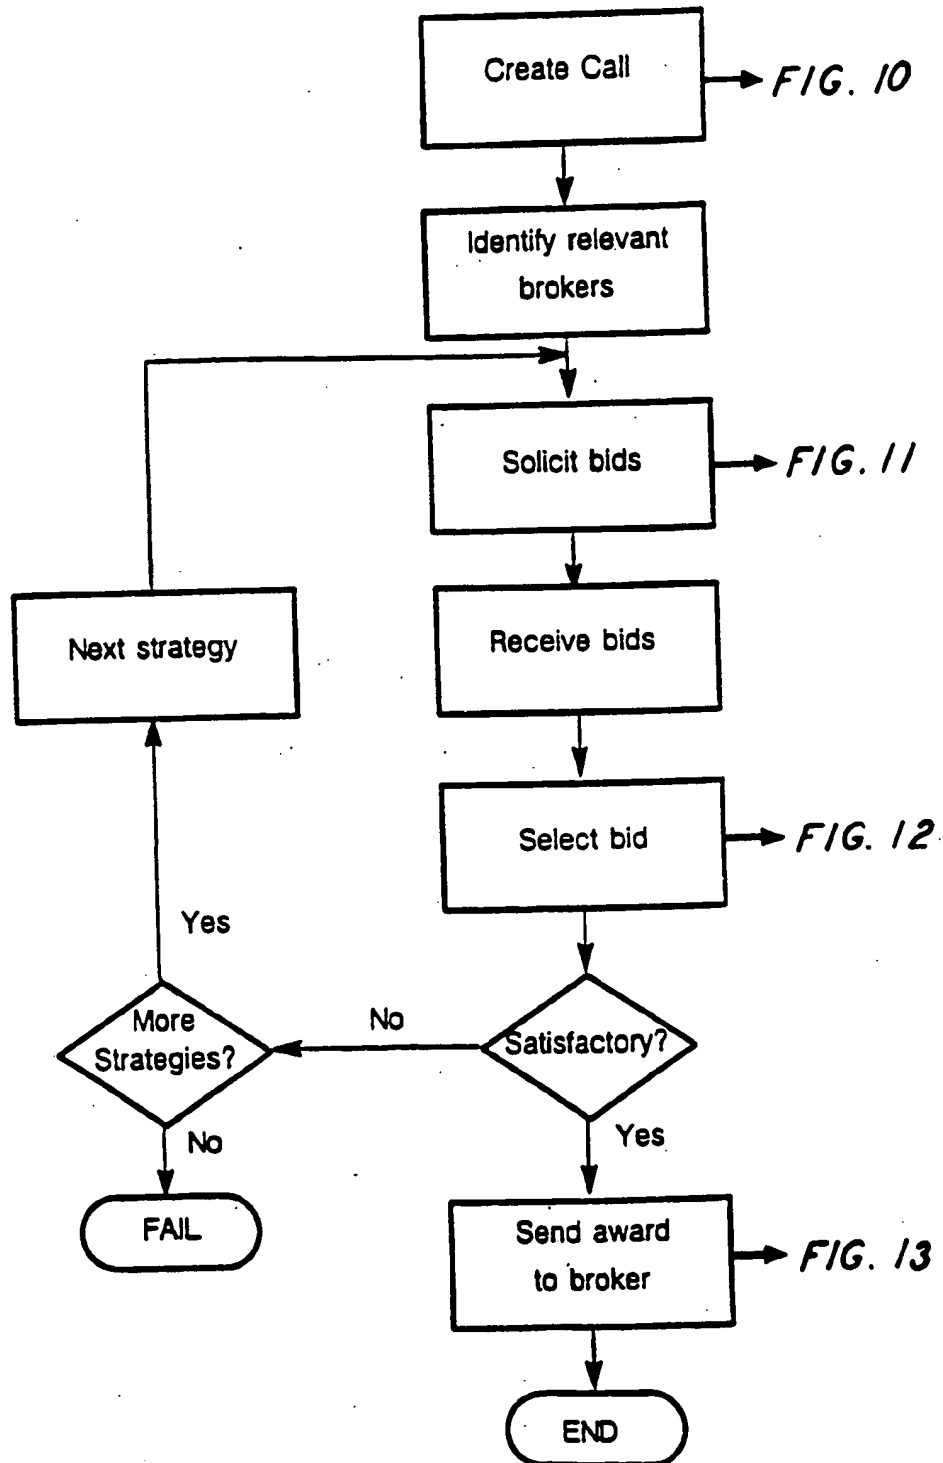 Create Call
FIG. 10
Identify relevant
brokers
Solicit bids
FIG. 11
Next strategy
Receive bids
Select bid
FIG. 12
Yes
More
Strategies?
No
Satisfactory?
No
Yes
FAIL
Send award
to broker
FIG. 13
END